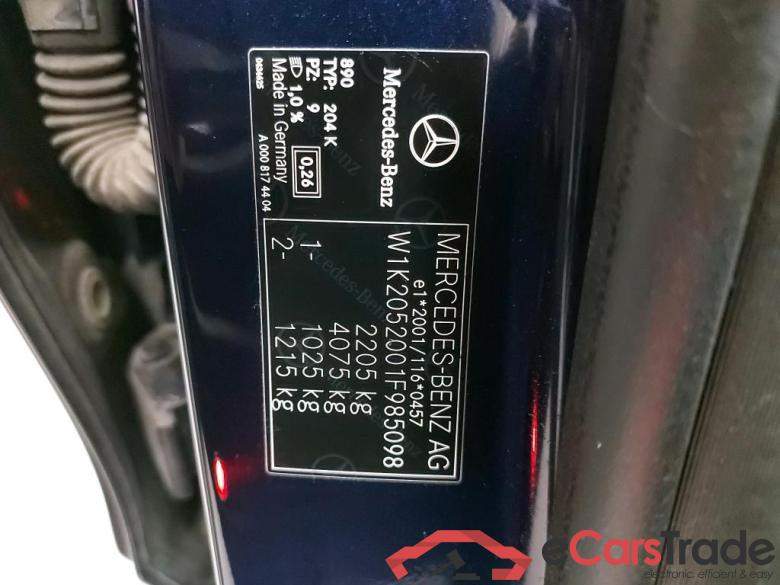 Mercedes-Benz
890
TYP: 204 K
PZ: 9
1,0 % 0,26
Made in Germany
0434625 A 000 817 44 04
MERCEDES-BENZ AG
e1*2001/116*0457
W1K2052001F985098
2205 kg
4075 kg
1- 1025 kg
2- 1215 kg
eCarsTrade
electronic, efficient & easy